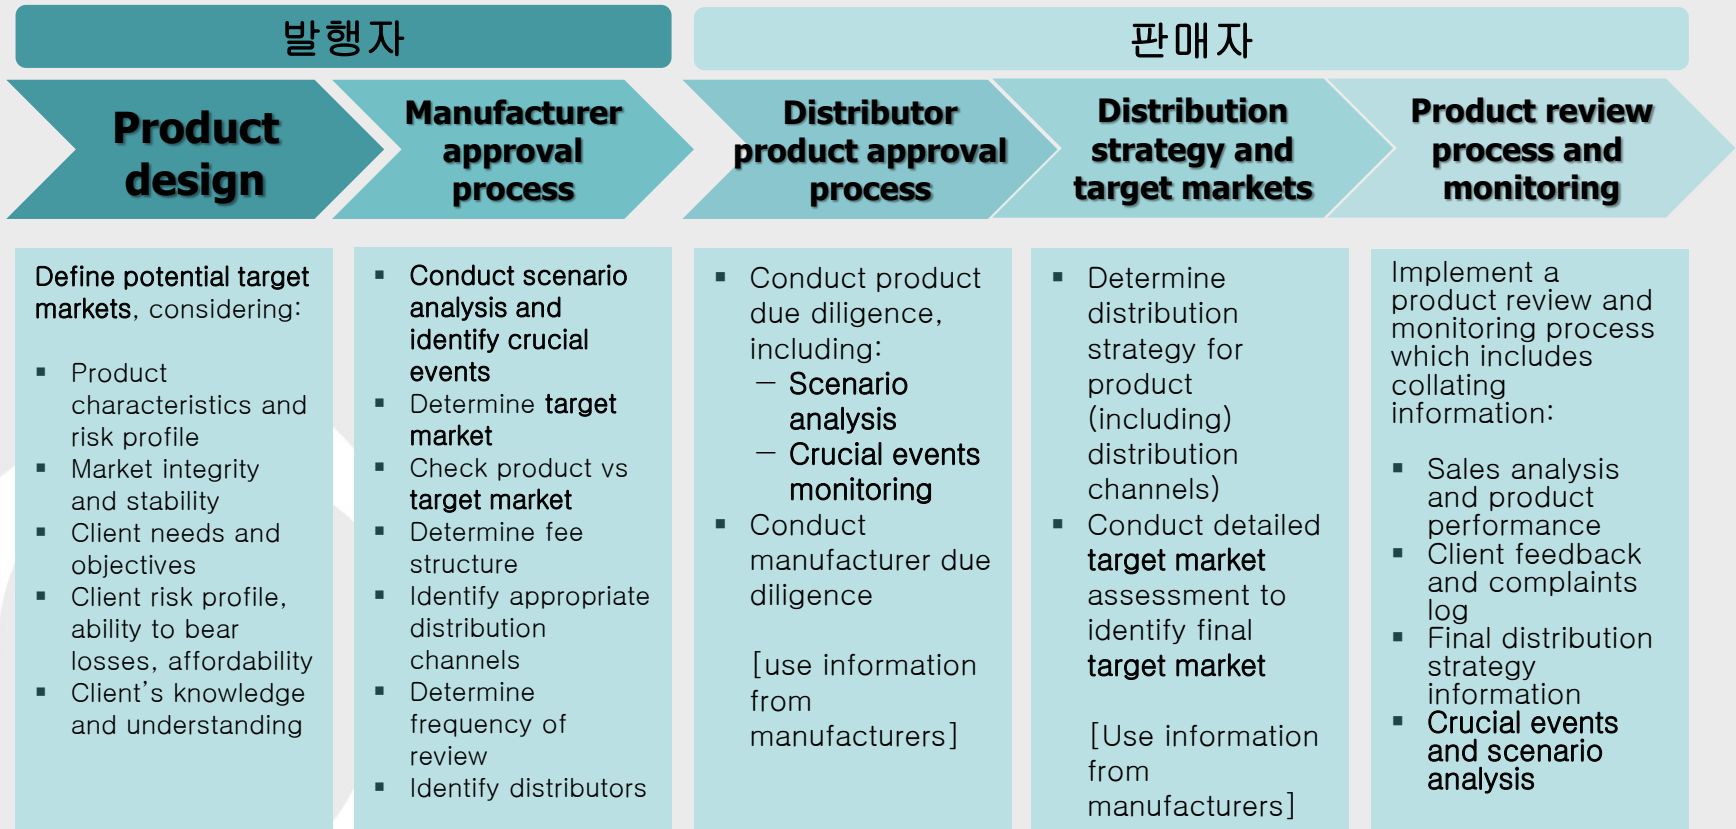 발행자
판매자
Product
design
Manufacturer
approval
process
Distributor
product approval
process
Distribution
strategy and
target markets
Product review
process and
monitoring
Define potential target
markets, considering:
▪ Product
characteristics and
risk profile
▪ Market integrity
and stability
▪ Client needs and
objectives
▪ Client risk profile,
ability to bear
losses, affordability
▪ Client’s knowledge
and understanding
▪ Conduct scenario
analysis and
identify crucial
events
▪ Determine target
market
▪ Check product vs
target market
▪ Determine fee
structure
▪ Identify appropriate
distribution
channels
▪ Determine
frequency of
review
▪ Identify distributors
▪ Conduct product
due diligence,
including:
– Scenario
analysis
– Crucial events
monitoring
▪ Conduct
manufacturer due
diligence
[use information
from
manufacturers]
▪ Determine
distribution
strategy for
product
(including)
distribution
channels)
▪ Conduct detailed
target market
assessment to
identify final
target market
[Use information
from
manufacturers]
Implement a
product review and
monitoring process
which includes
collating
information:
▪ Sales analysis
and product
performance
▪ Client feedback
and complaints
log
▪ Final distribution
strategy
information
▪ Crucial events
and scenario
analysis